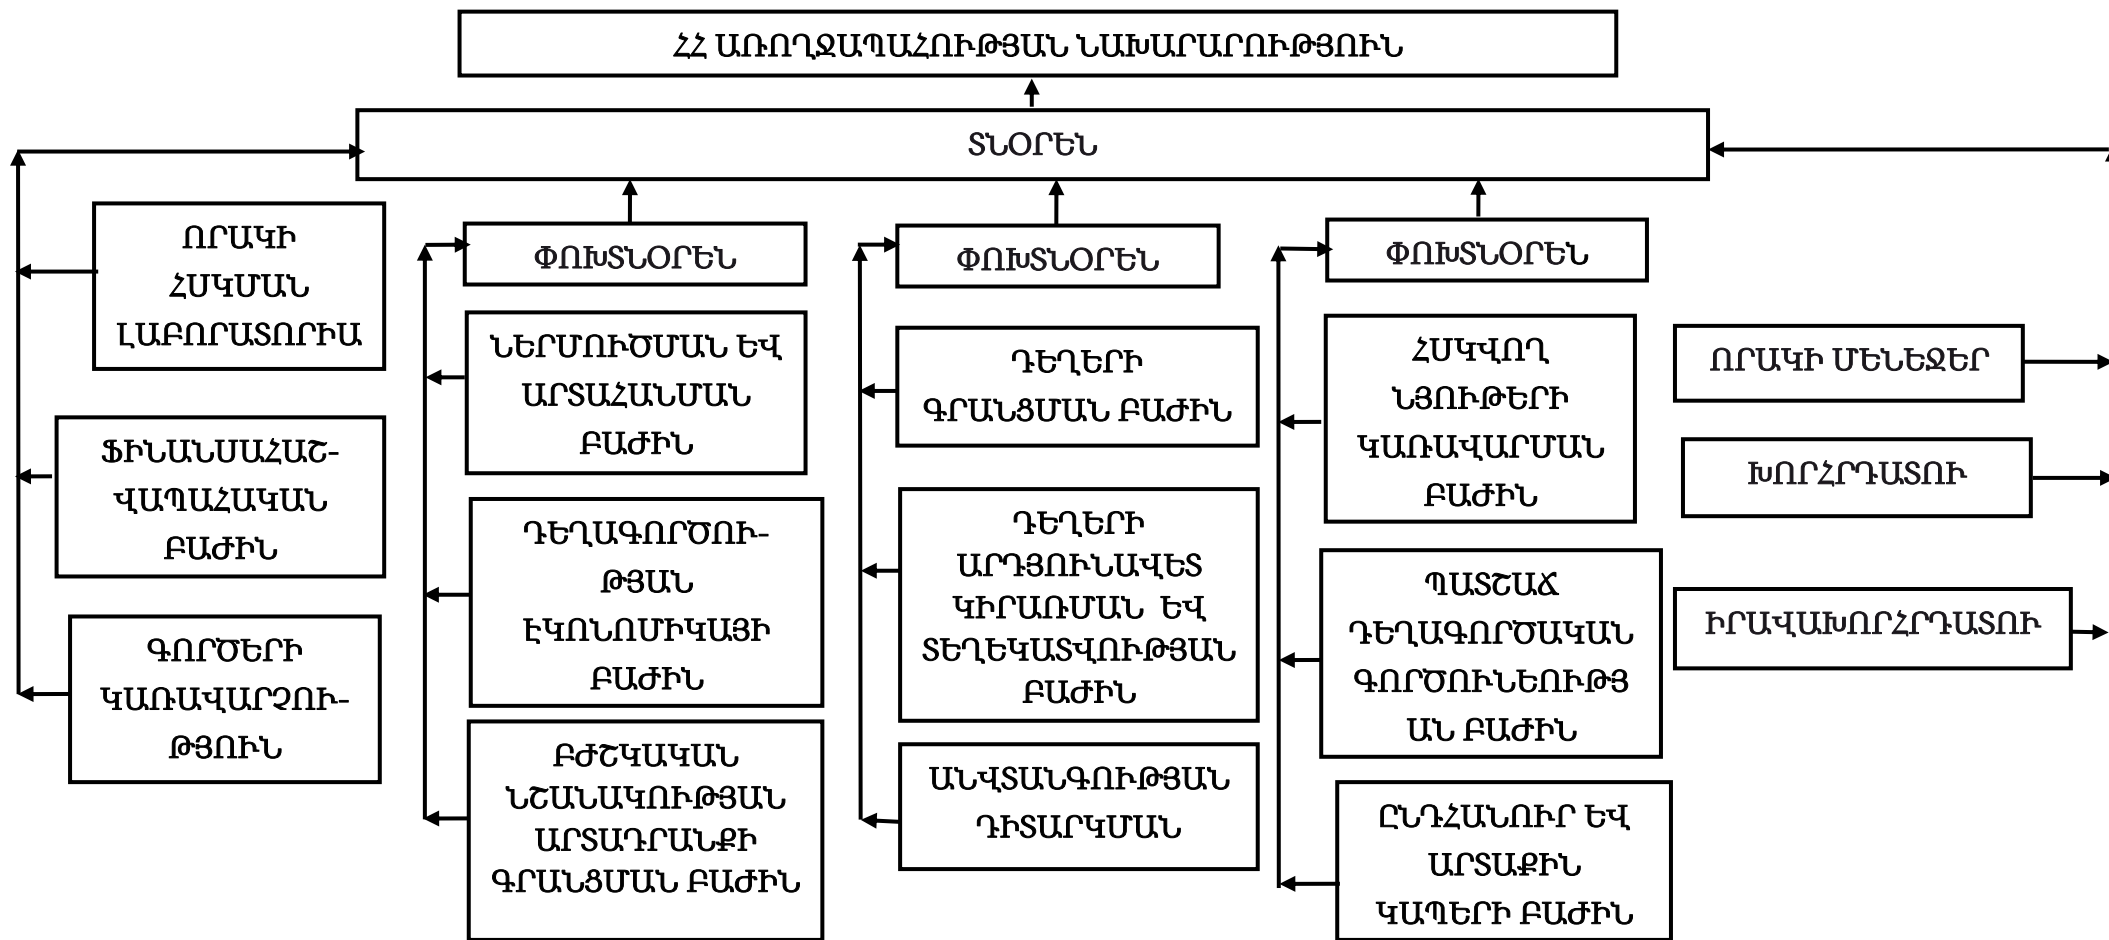 ՀՀ ԱՌՈՂՋԱՊԱՀՈՒԹՅԱՆ ՆԱԽԱՐԱՐՈՒԹՅՈՒՆ
ՏՆՕՐԵՆ
ՈՐԱԿԻ
ՀՍԿՄԱՆ
ԼԱԲՈՐԱՏՈՐԻԱ
ՖԻՆԱՆՍԱՀԱՇ-
ՎԱՊԱՀԱԿԱՆ
ԲԱԺԻՆ
ԳՈՐԾԵՐԻ
ԿԱՌԱՎԱՐՉՈՒ-
ԹՅՈՒՆ
ՓՈԽՏՆՕՐԵՆ
ՆԵՐՄՈՒԾՄԱՆ ԵՎ
ԱՐՏԱՀԱՆՄԱՆ
ԲԱԺԻՆ
ԴԵՂԱԳՈՐԾՈՒ-
ԹՅԱՆ
ԷԿՈՆՈՄԻԿԱՅԻ
ԲԱԺԻՆ
ԲԺՇԿԱԿԱՆ
ՆՇԱՆԱԿՈՒԹՅԱՆ
ԱՐՏԱԴՐԱՆՔԻ
ԳՐԱՆՑՄԱՆ ԲԱԺԻՆ
ՓՈԽՏՆՕՐԵՆ
ԴԵՂԵՐԻ
ԳՐԱՆՑՄԱՆ ԲԱԺԻՆ
ԴԵՂԵՐԻ
ԱՐԴՅՈՒՆԱՎԵՏ
ԿԻՐԱՌՄԱՆ ԵՎ
ՏԵՂԵԿԱՏՎՈՒԹՅԱՆ
ԲԱԺԻՆ
ԱՆՎՏԱՆԳՈՒԹՅԱՆ
ԴԻՏԱՐԿՄԱՆ
ՓՈԽՏՆՕՐԵՆ
ՀՍԿՎՈՂ
ՆՅՈՒԹԵՐԻ
ԿԱՌԱՎԱՐՄԱՆ
ԲԱԺԻՆ
ՊԱՏՇԱՃ
ԴԵՂԱԳՈՐԾԱԿԱՆ
ԳՈՐԾՈՒՆԵՈՒԹՅ
ԱՆ ԲԱԺԻՆ
ԸՆԴՀԱՆՈՒՐ ԵՎ
ԱՐՏԱՔԻՆ
ԿԱՊԵՐԻ ԲԱԺԻՆ
ՈՐԱԿԻ ՄԵՆԵՋԵՐ
ԽՈՐՀՐԴԱՏՈՒ
ԻՐԱՎԱԽՈՐՀՐԴԱՏՈՒ